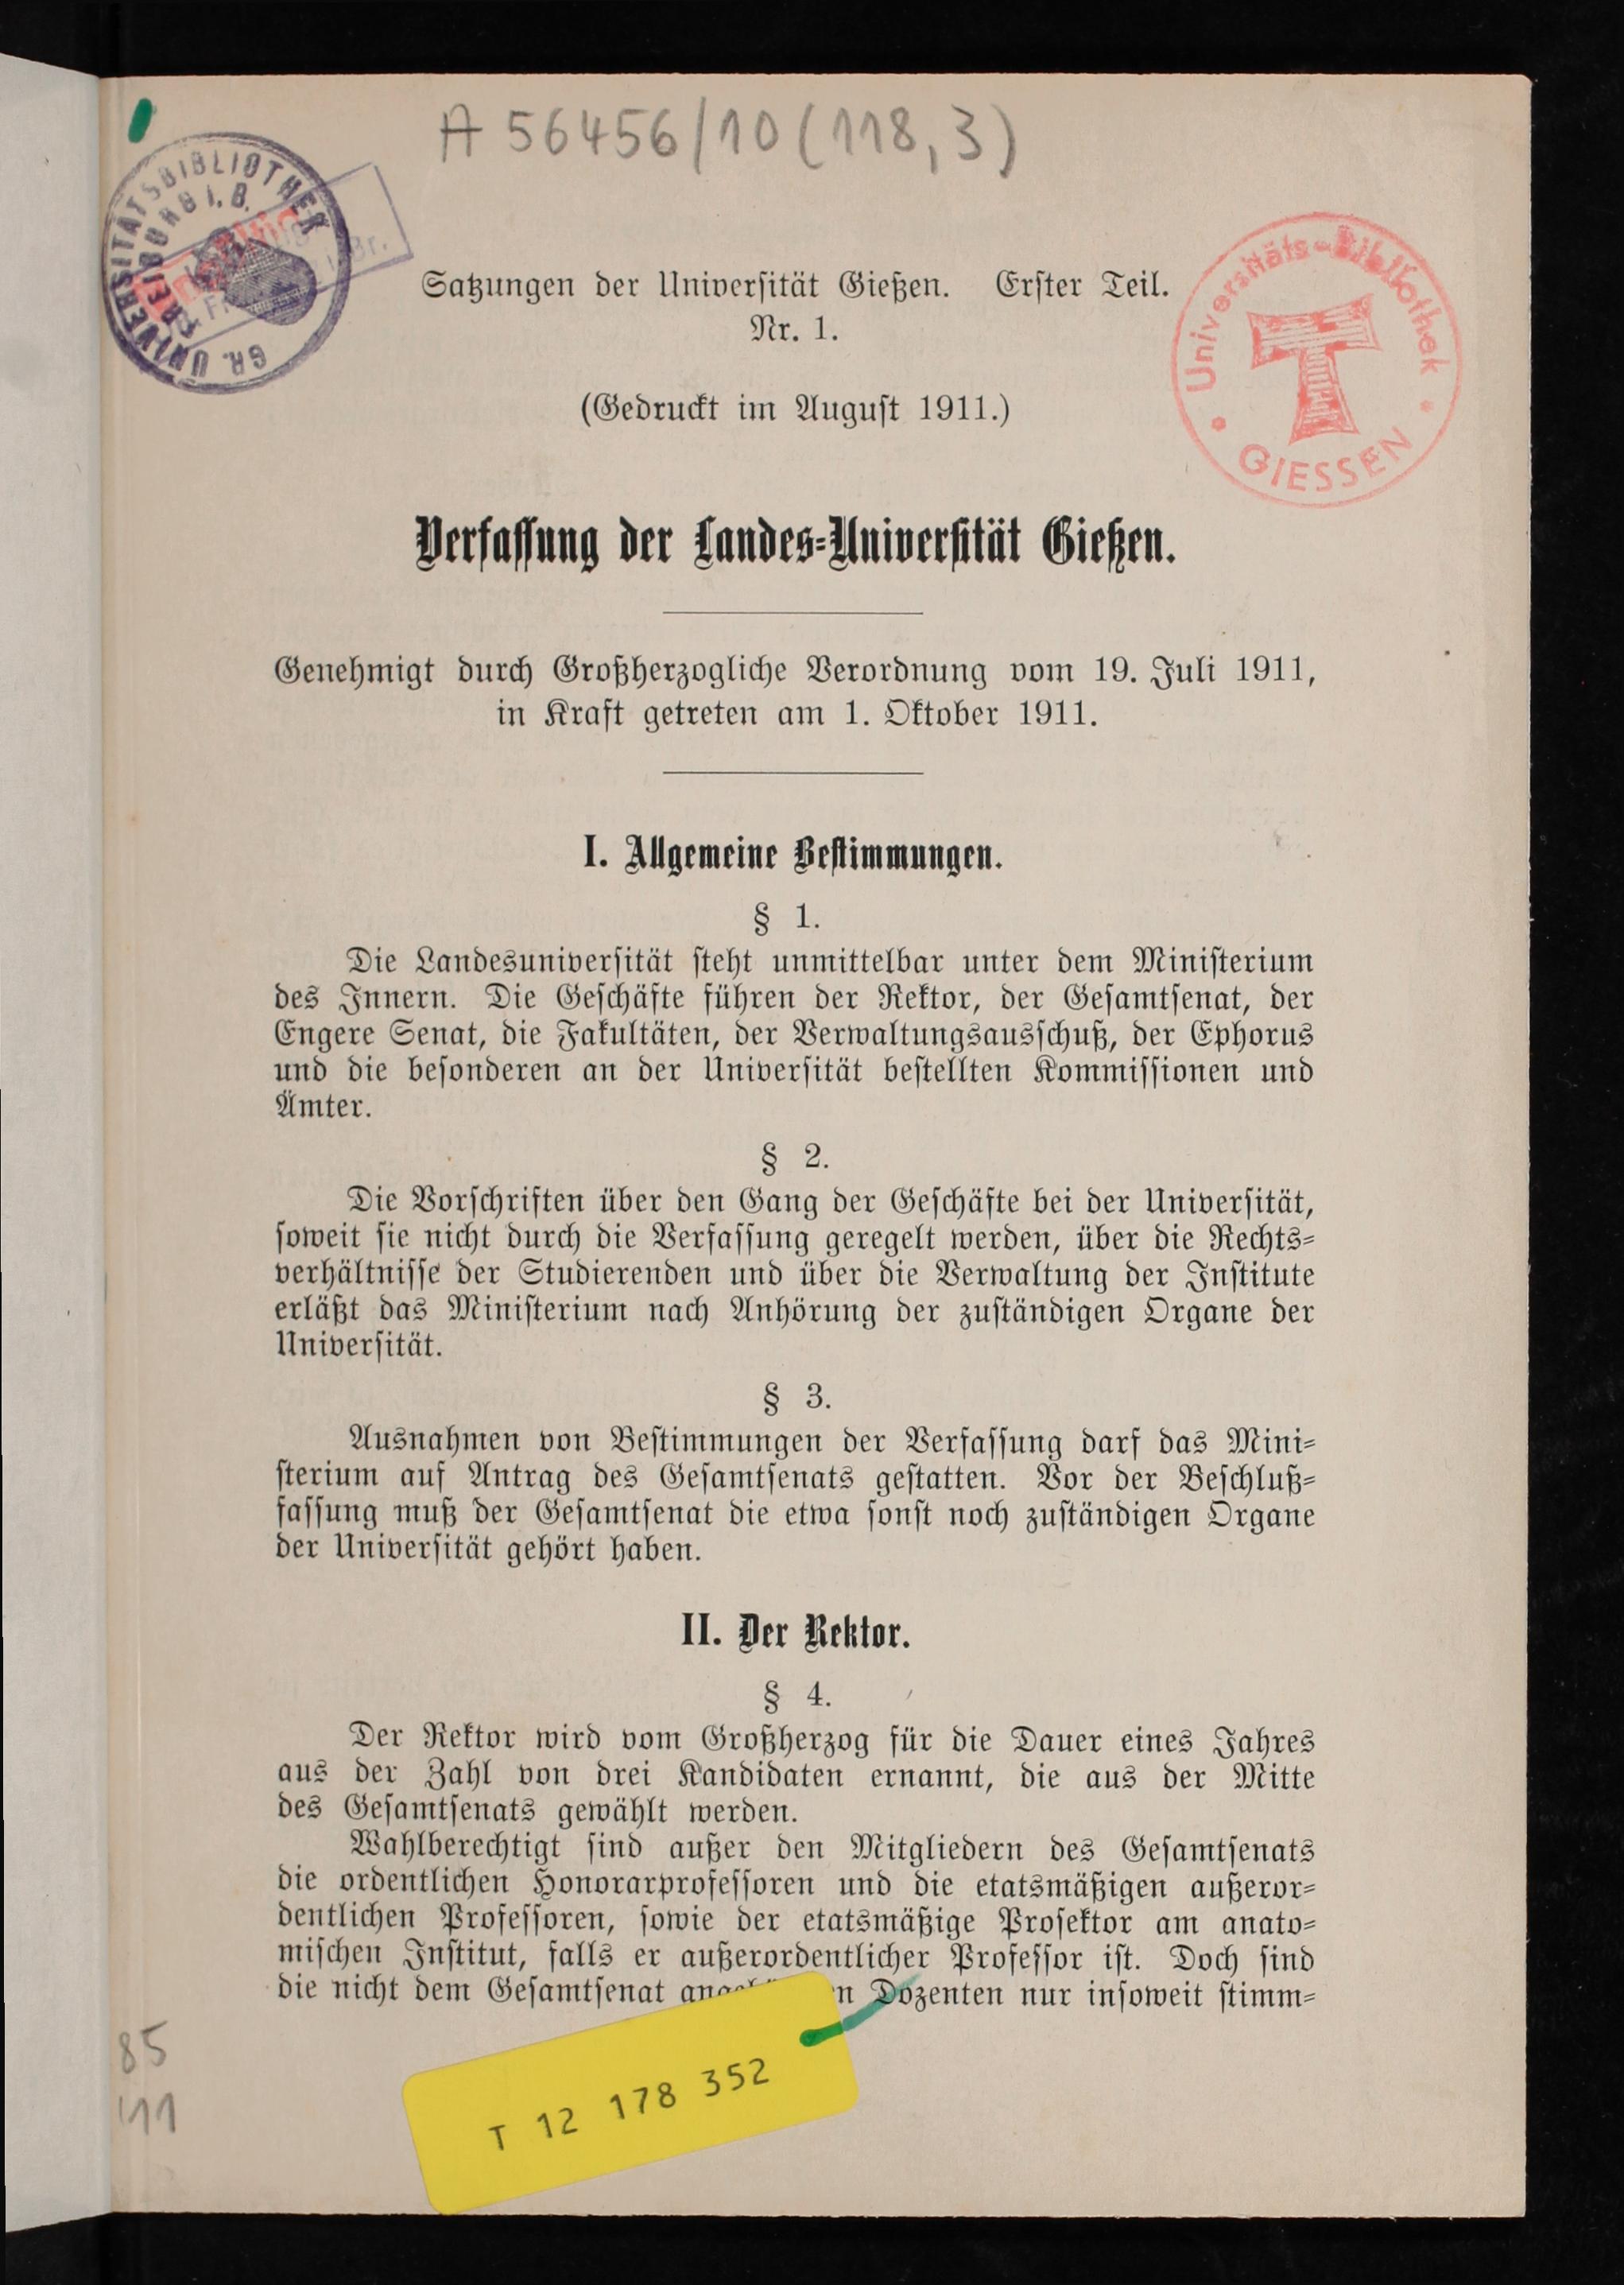 A 56456/10 (118,3)
GR. UNIVERSITÄTSBIBLIOTHEK
FREIBURG I. B.
Universitäts-Bibliothek
GIESSEN
Satzungen der Universität Gießen. Erster Teil.
Nr. 1.
(Gedruckt im August 1911.)
Verfassung der Landes-Universität Gießen.
Genehmigt durch Großherzogliche Verordnung vom 19. Juli 1911,
in Kraft getreten am 1. Oktober 1911.
I. Allgemeine Bestimmungen.
§ 1.
Die Landesuniversität steht unmittelbar unter dem Ministerium
des Innern. Die Geschäfte führen der Rektor, der Gesamtsenat, der
Engere Senat, die Fakultäten, der Verwaltungsausschuß, der Ephorus
und die besonderen an der Universität bestellten Kommissionen und
Ämter.
§ 2.
Die Vorschriften über den Gang der Geschäfte bei der Universität,
soweit sie nicht durch die Verfassung geregelt werden, über die Rechts-
verhältnisse der Studierenden und über die Verwaltung der Institute
erläßt das Ministerium nach Anhörung der zuständigen Organe der
Universität.
§ 3.
Ausnahmen von Bestimmungen der Verfassung darf das Mini-
sterium auf Antrag des Gesamtsenats gestatten. Vor der Beschluß-
fassung muß der Gesamtsenat die etwa sonst noch zuständigen Organe
der Universität gehört haben.
II. Der Rektor.
§ 4.
Der Rektor wird vom Großherzog für die Dauer eines Jahres
aus der Zahl von drei Kandidaten ernannt, die aus der Mitte
des Gesamtsenats gewählt werden.
Wahlberechtigt sind außer den Mitgliedern des Gesamtsenats
die ordentlichen Honorarprofessoren und die etatsmäßigen außeror-
dentlichen Professoren, sowie der etatsmäßige Prosektor am anato-
mischen Institut, falls er außerordentlicher Professor ist. Doch sind
die nicht dem Gesamtsenat Dozenten nur insoweit stimm-
85
11
T 12 178 352